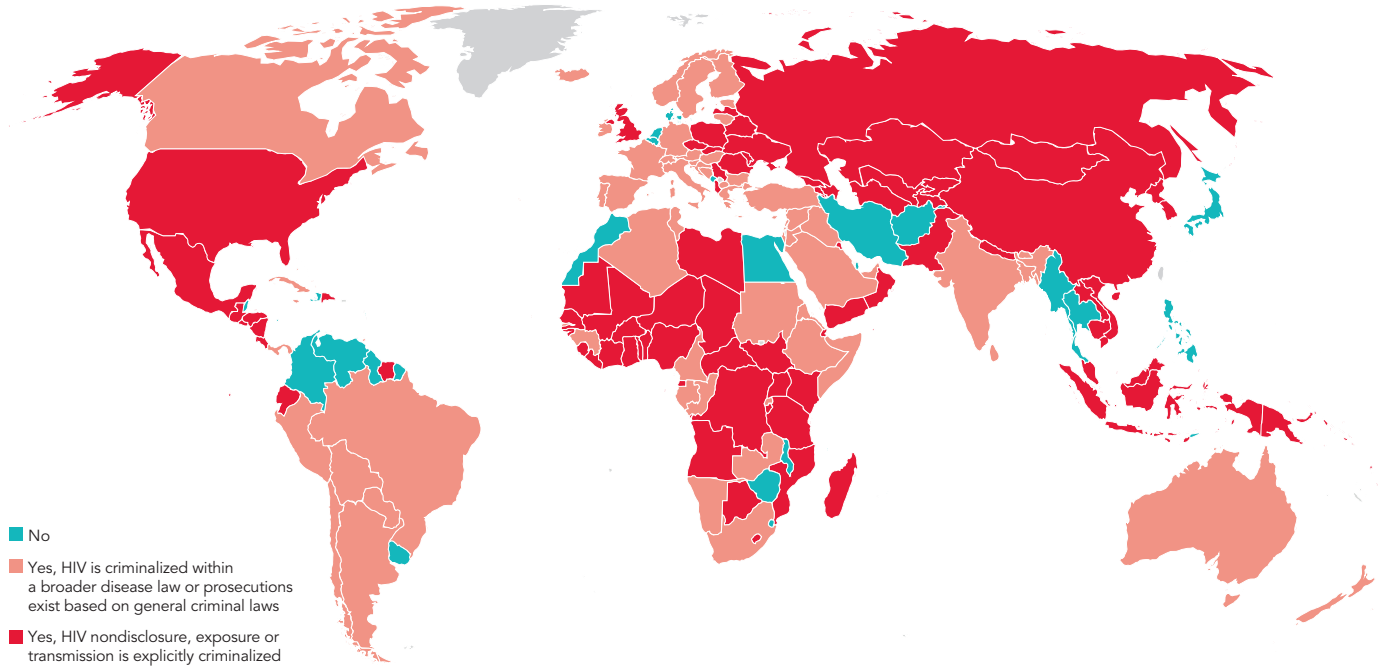 No
Yes, HIV is criminalized within
a broader disease law or prosecutions
exist based on general criminal laws
Yes, HIV nondisclosure, exposure or
transmission is explicitly criminalized